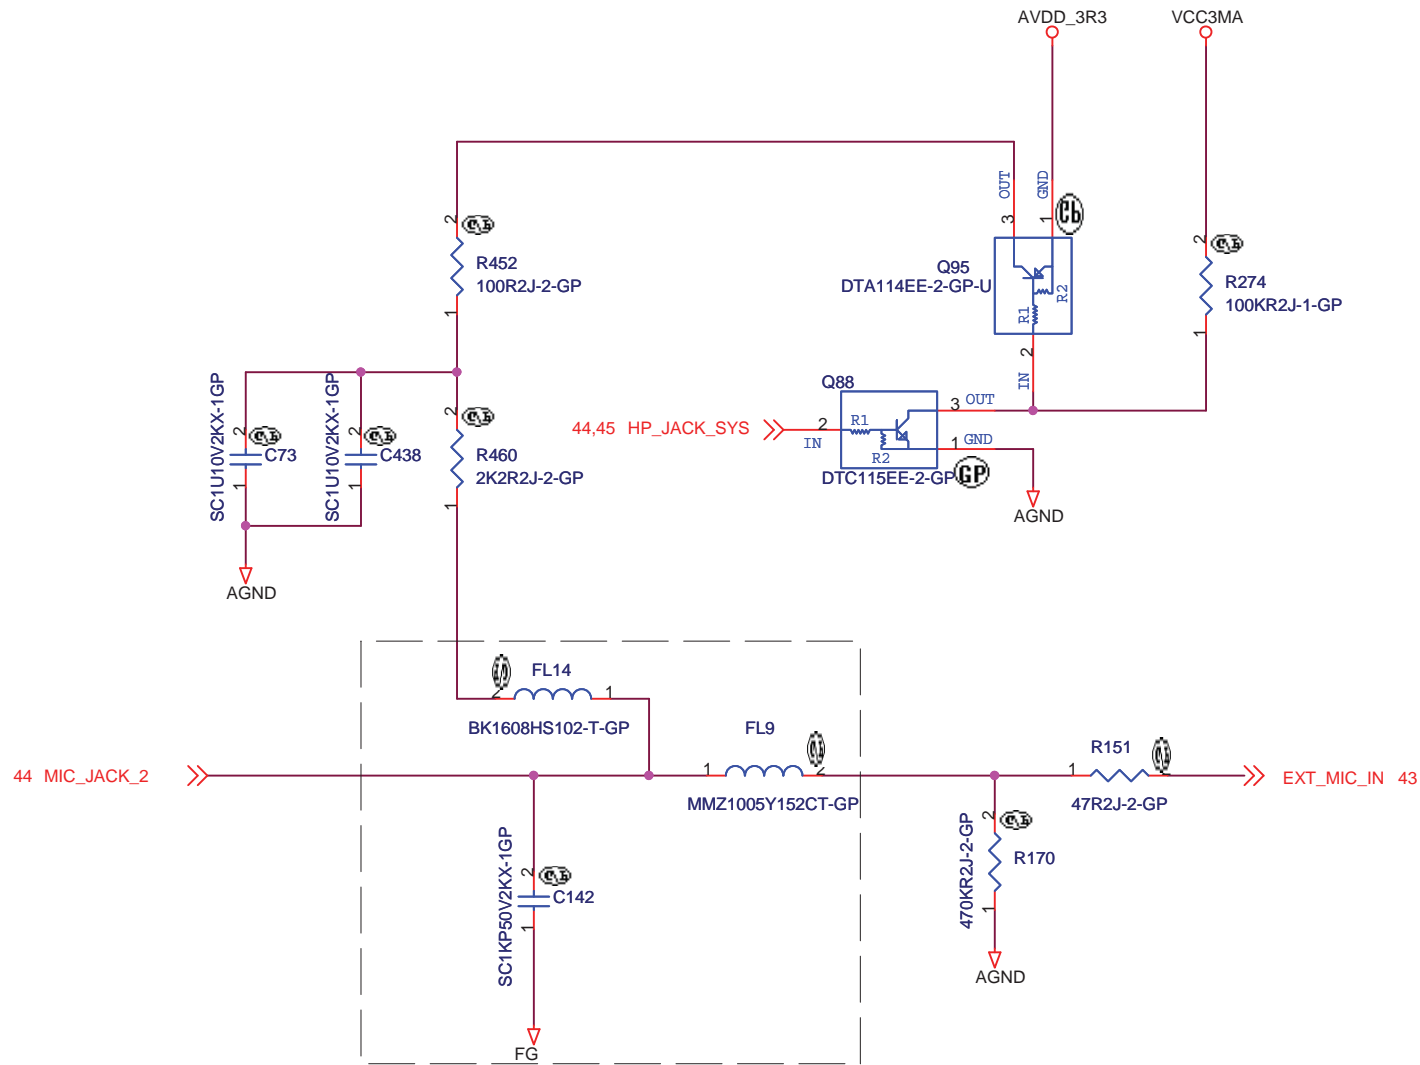 AVDD_3R3
VCC3MA
OUT
GND
3
1
Q95
DTA114EE-2-GP-U
R1
R2
2
IN
2
R274
100KR2J-1-GP
1
2
R452
100R2J-2-GP
1
SC1U10V2KX-1GP
2
C73
1
SC1U10V2KX-1GP
2
C438
1
2
R460
2K2R2J-2-GP
1
AGND
Q88
44,45 HP_JACK_SYS
2
IN
R1
R2
3 OUT
1 GND
DTC115EE-2-GP
GP
AGND
FL14
2
1
BK1608HS102-T-GP
FL9
1
2
MMZ1005Y152CT-GP
44 MIC_JACK_2
R151
1
2
47R2J-2-GP
EXT_MIC_IN 43
SC1KP50V2KX-1GP
2
C142
1
FG
470KR2J-2-GP
2
R170
1
AGND